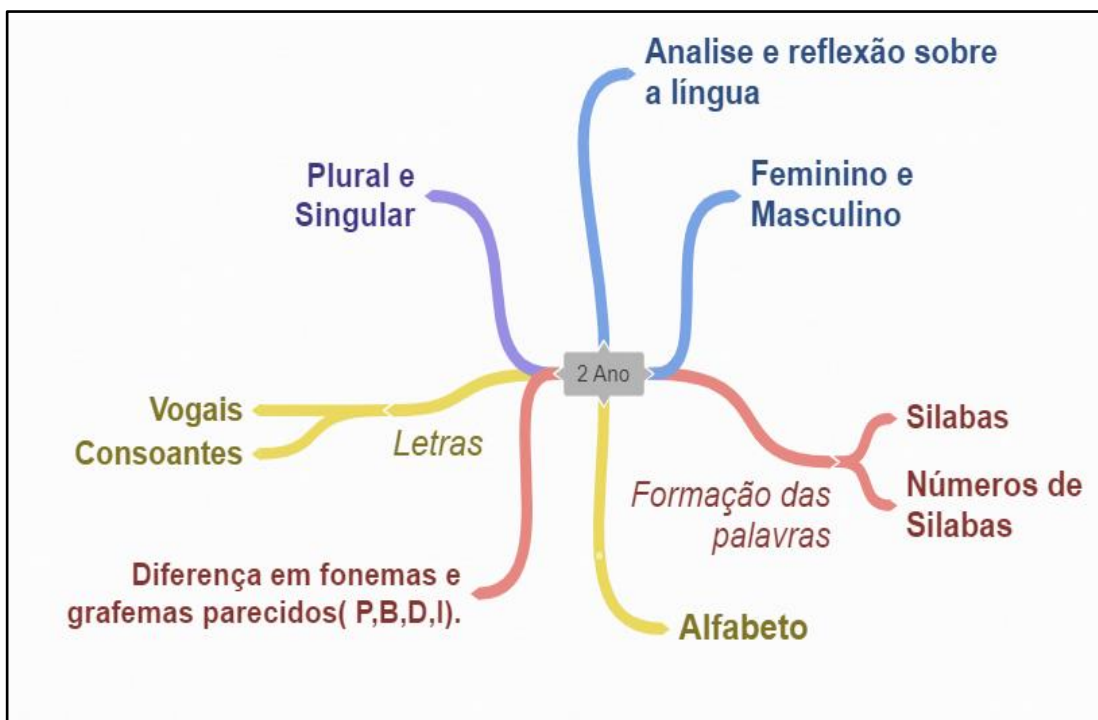 Analise e reflexão sobre
a língua
Plural e
Singular
Feminino e
Masculino
2 Ano
Vogais
Consoantes
Letras
Silabas
Formação das
palavras
Números de
Silabas
Diferença em fonemas e
grafemas parecidos( P,B,D,I).
Alfabeto